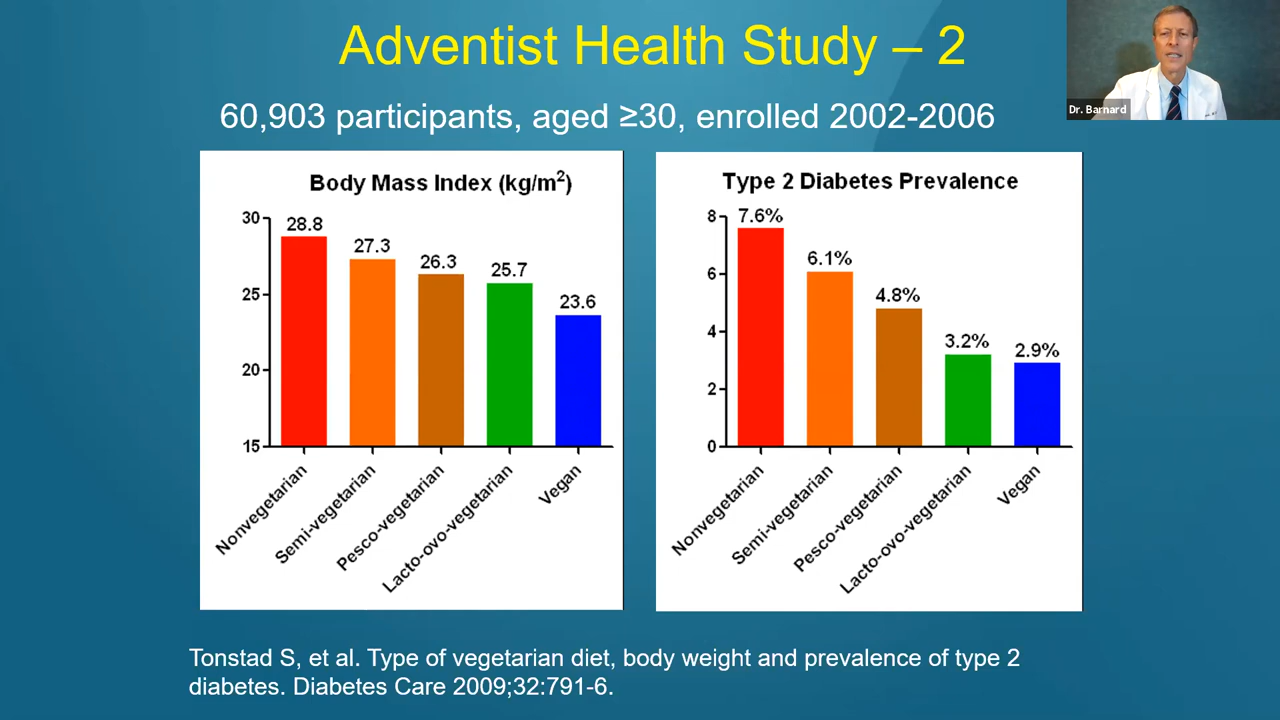 Adventist Health Study – 2
Dr. Barnard
60,903 participants, aged ≥30, enrolled 2002-2006
Body Mass Index (kg/m²)
30
25
20
15
28.8
27.3
26.3
25.7
23.6
Nonvegetarian
Semi-vegetarian
Pesco-vegetarian
Lacto-ovo-vegetarian
Vegan
Type 2 Diabetes Prevalence
8
6
4
2
0
7.6%
6.1%
4.8%
3.2%
2.9%
Nonvegetarian
Semi-vegetarian
Pesco-vegetarian
Lacto-ovo-vegetarian
Vegan
Tonstad S, et al. Type of vegetarian diet, body weight and prevalence of type 2
diabetes. Diabetes Care 2009;32:791-6.